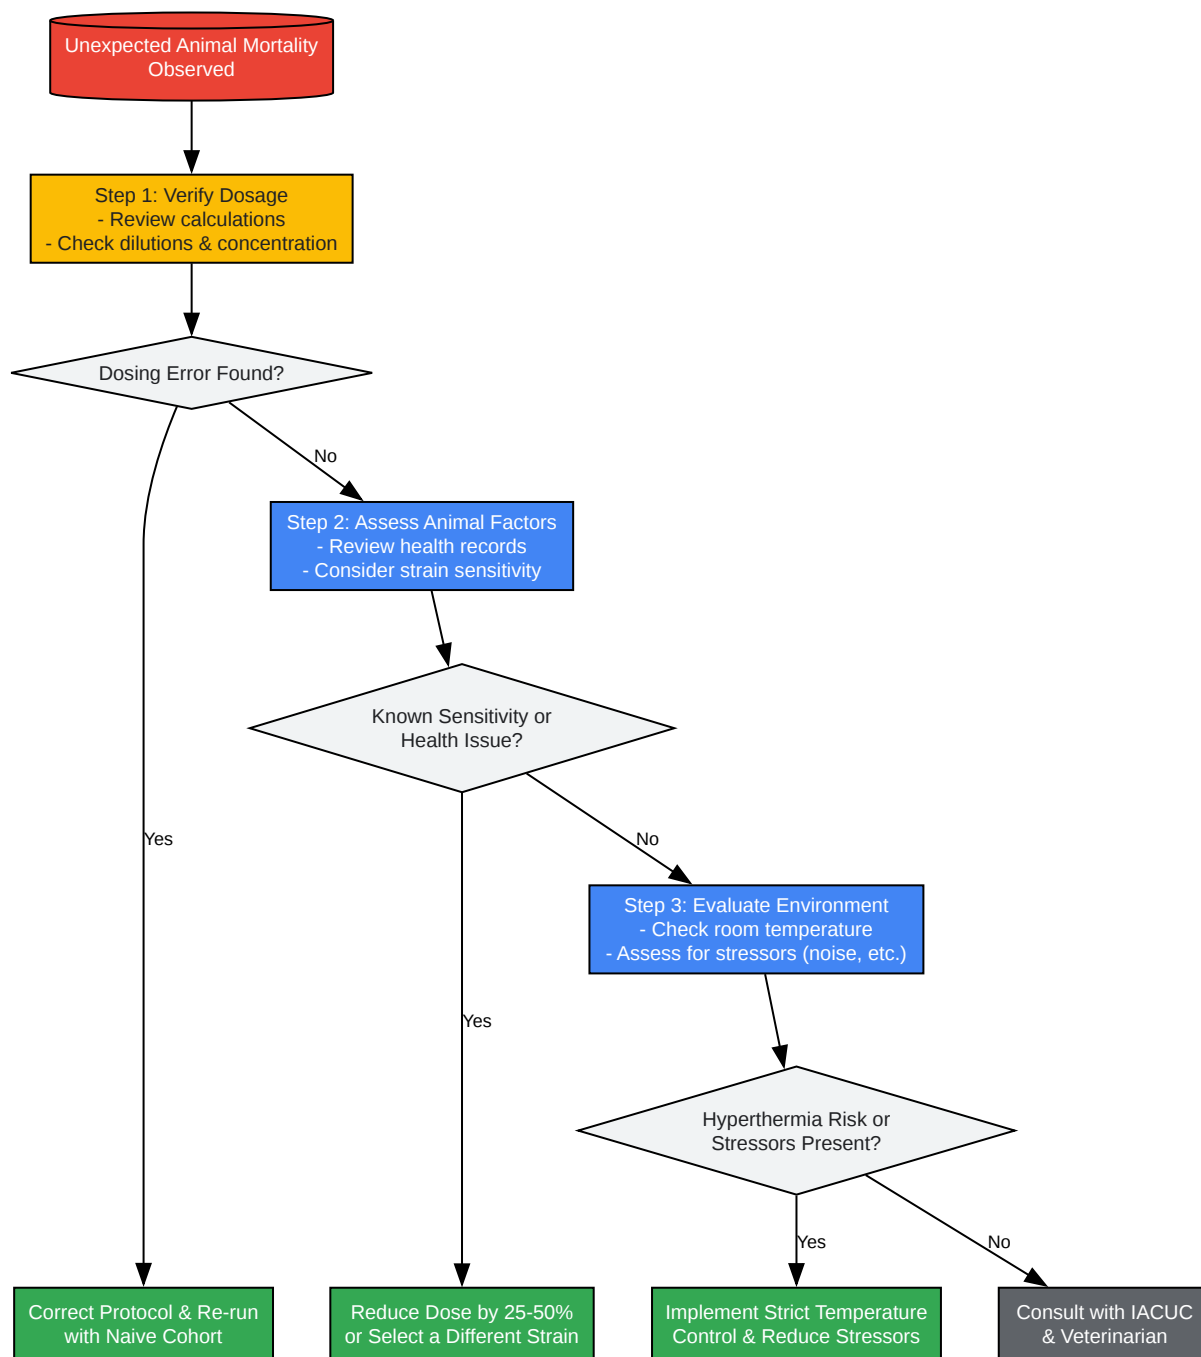 Unexpected Animal Mortality
Observed
Step 1: Verify Dosage
- Review calculations
- Check dilutions & concentration
Dosing Error Found?
No
Step 2: Assess Animal Factors
- Review health records
- Consider strain sensitivity
Known Sensitivity or
Health Issue?
Yes
No
Step 3: Evaluate Environment
- Check room temperature
- Assess for stressors (noise, etc.)
Yes
Hyperthermia Risk or
Stressors Present?
Yes
No
Correct Protocol & Re-run
with Naive Cohort
Reduce Dose by 25-50%
or Select a Different Strain
Implement Strict Temperature
Control & Reduce Stressors
Consult with IACUC
& Veterinarian